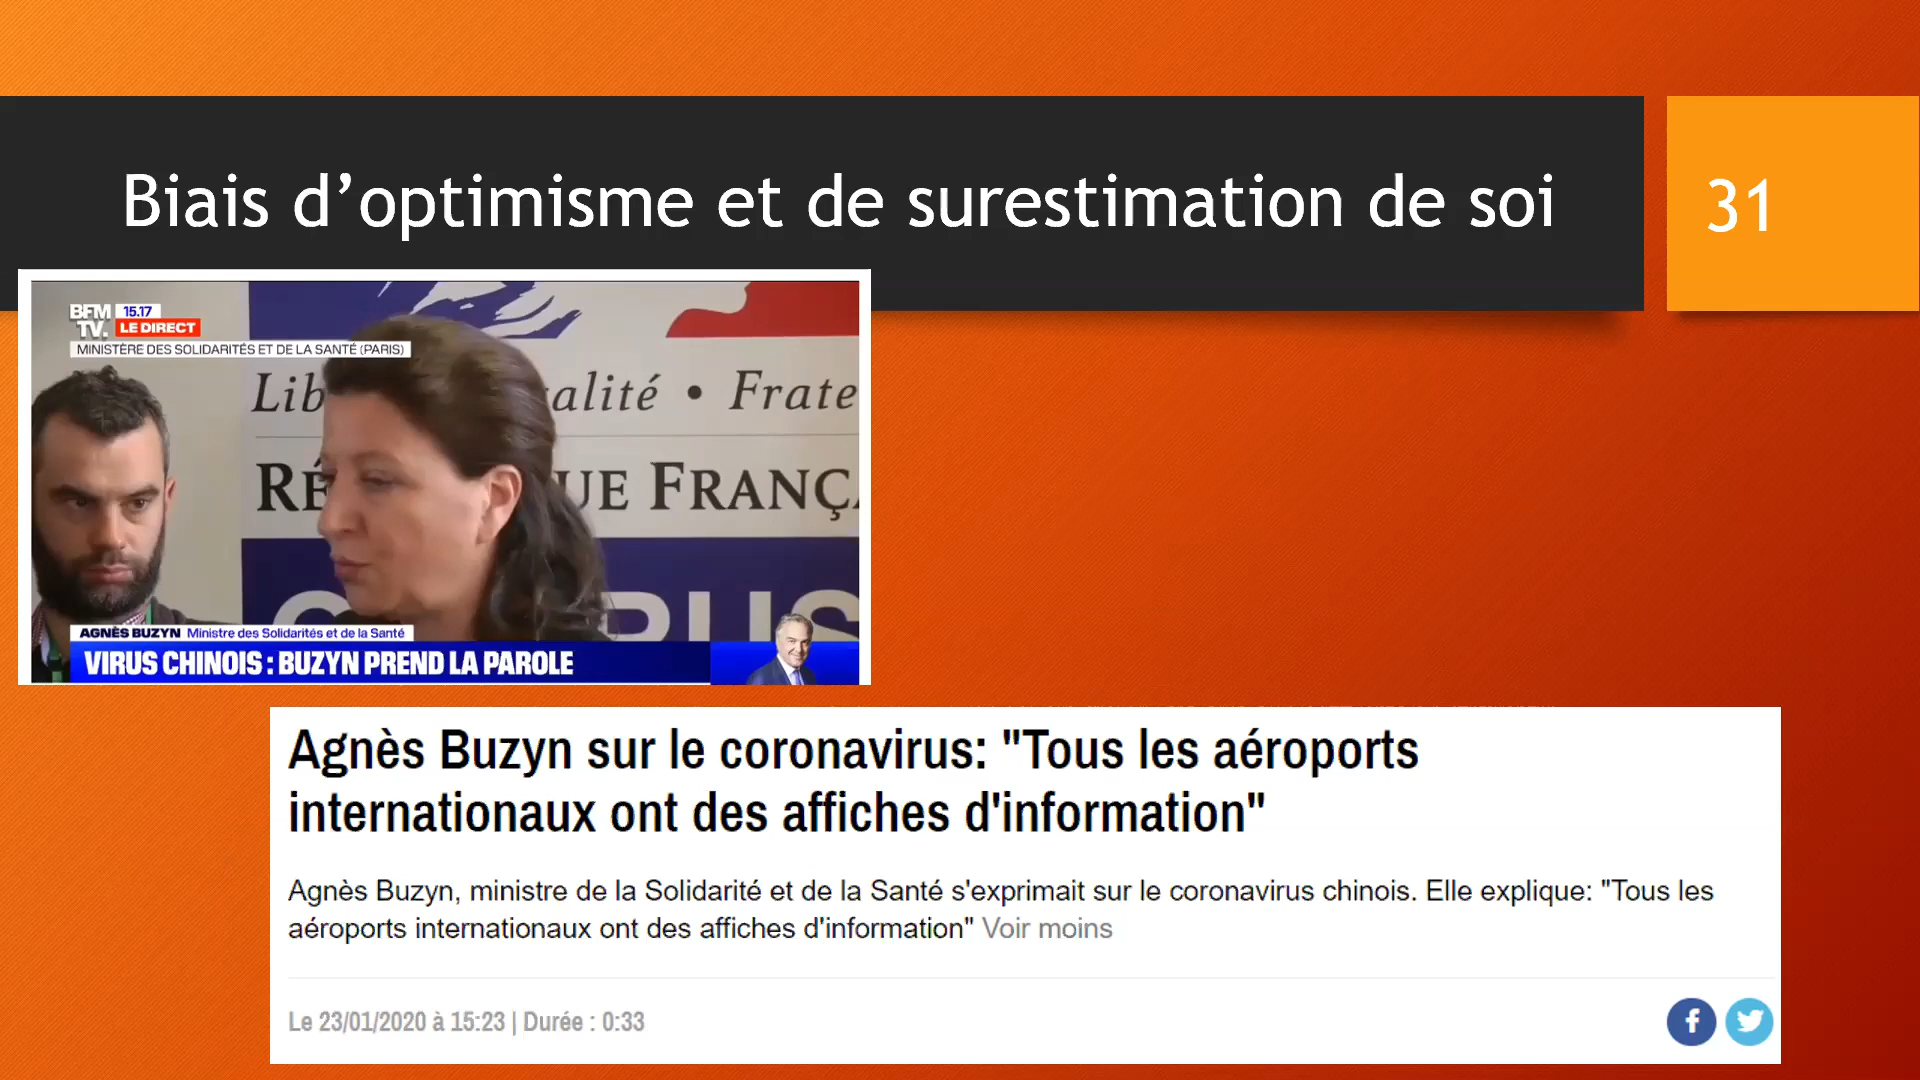 Biais d’optimisme et de surestimation de soi
31
BFM
TV.
15.17
LE DIRECT
MINISTÈRE DES SOLIDARITÉS ET DE LA SANTÉ (PARIS)
Lib alité • Frate
RÉ UE FRANÇA
C PUS
AGNÈS BUZYN Ministre des Solidarités et de la Santé
VIRUS CHINOIS : BUZYN PREND LA PAROLE
Agnès Buzyn sur le coronavirus: "Tous les aéroports
internationaux ont des affiches d'information"
Agnès Buzyn, ministre de la Solidarité et de la Santé s'exprimait sur le coronavirus chinois. Elle explique: "Tous les
aéroports internationaux ont des affiches d'information" Voir moins
Le 23/01/2020 à 15:23 | Durée : 0:33